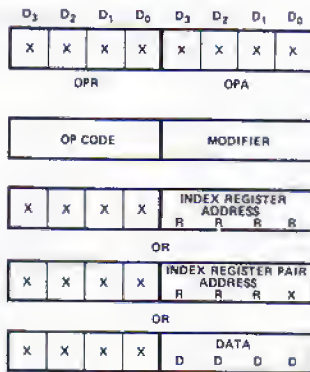 D3 D2 D1 D0 D3 D2 D1 D0
X X X X X X X X
OPR OPA
OP CODE MODIFIER
INDEX REGISTER
ADDRESS
X X X X R R R R
OR
INDEX REGISTER PAIR
ADDRESS
X X X X R R R X
OR
DATA
X X X X D D D D